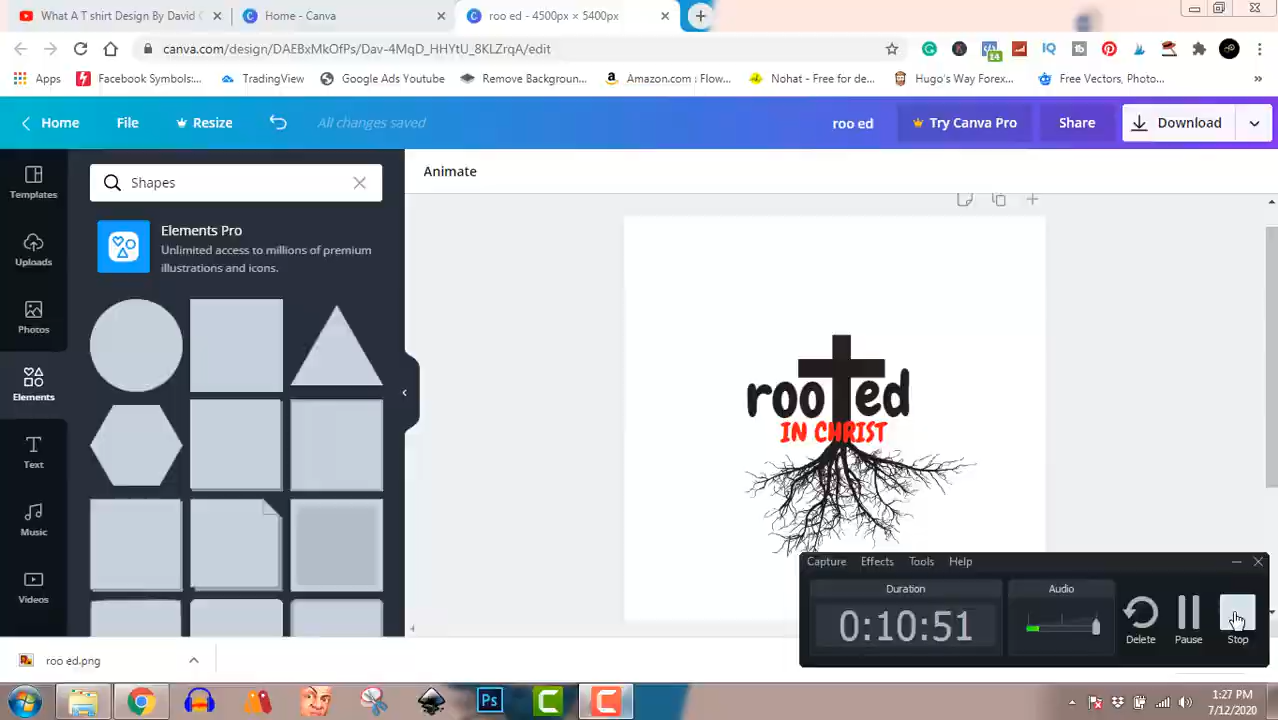 What A T shirt Design By David C
Home - Canva
roo ed - 4500px × 5400px
canva.com/design/DAEBxMkOfPs/Dav-4MqD_HHYtU_8KLZrqA/edit
24
IQ
Apps
Facebook Symbols:...
TradingView
Google Ads Youtube
Remove Backgroun...
Amazon.com : Flow...
Nohat - Free for de...
Hugo's Way Forex...
Free Vectors, Photo...
»
Home
File
Resize
All changes saved
roo ed
Try Canva Pro
Share
Download
Templates
Uploads
Photos
Elements
Text
Music
Videos
Shapes
Elements Pro
Unlimited access to millions of premium
illustrations and icons.
Animate
rooted
IN CHRIST
Capture
Effects
Tools
Help
Duration
0:10:51
Audio
Delete
Pause
Stop
roo ed.png
Ps
1:27 PM
7/12/2020